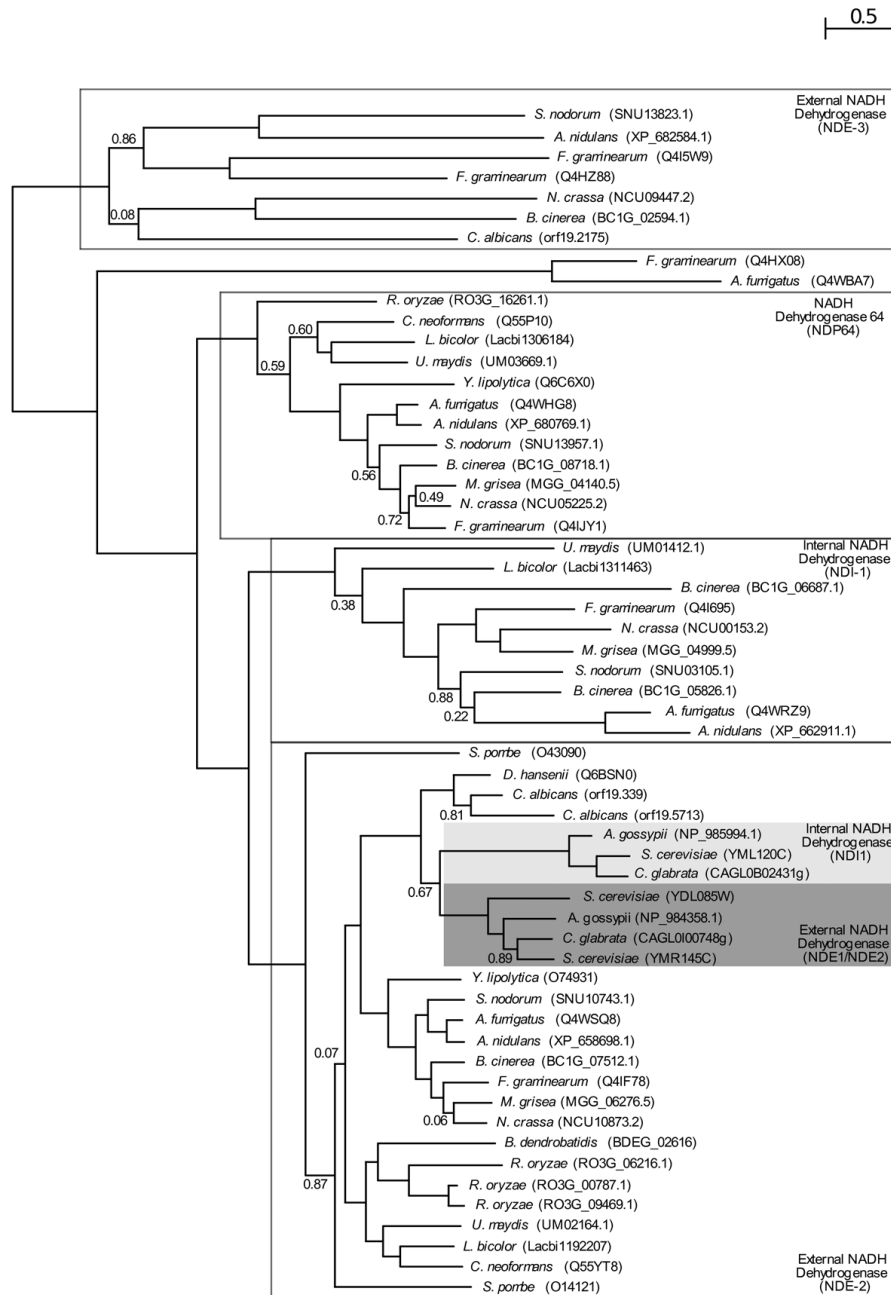 0.5
External NADH
Dehydrogenase
(NDE-3)
S. nodorum (SNU13823.1)
0.86
A. nidulans (XP_682584.1)
F. graminearum (Q4I5W9)
F. graminearum (Q4HZ88)
N. crassa (NCU09447.2)
0.08
B. cinerea (BC1G_02594.1)
C. albicans (orf19.2175)
F. graminearum (Q4HX08)
A. fumigatus (Q4WBA7)
NADH
Dehydrogenase 64
(NDP64)
R. oryzae (RO3G_16261.1)
C. neoformans (Q55P10)
0.60
L. bicolor (Lacbi1306184)
U. maydis (UM03669.1)
0.59
Y. lipolytica (Q6C6X0)
A. fumigatus (Q4WHG8)
A. nidulans (XP_680769.1)
S. nodorum (SNU13957.1)
B. cinerea (BC1G_08718.1)
0.56
M. grisea (MGG_04140.5)
0.49
N. crassa (NCU05225.2)
0.72
F. graminearum (Q4IJY1)
Internal NADH
Dehydrogenase
(NDI-1)
U. maydis (UM01412.1)
L. bicolor (Lacbi1311463)
B. cinerea (BC1G_06687.1)
0.38
F. graminearum (Q4I695)
N. crassa (NCU00153.2)
M. grisea (MGG_04999.5)
S. nodorum (SNU03105.1)
0.88
B. cinerea (BC1G_05826.1)
0.22
A. fumigatus (Q4WRZ9)
A. nidulans (XP_662911.1)
S. pombe (O43090)
D. hansenii (Q6BSN0)
C. albicans (orf19.339)
0.81
C. albicans (orf19.5713)
Internal NADH
Dehydrogenase
(NDI1)
A. gossypii (NP_985994.1)
S. cerevisiae (YML120C)
0.67
C. glabrata (CAGL0B02431g)
S. cerevisiae (YDL085W)
A. gossypii (NP_984358.1)
External NADH
Dehydrogenase
(NDE1/NDE2)
C. glabrata (CAGL0I00748g)
0.89
S. cerevisiae (YMR145C)
Y. lipolytica (O74931)
S. nodorum (SNU10743.1)
A. fumigatus (Q4WSQ8)
A. nidulans (XP_658698.1)
0.07
B. cinerea (BC1G_07512.1)
F. graminearum (Q4IF78)
M. grisea (MGG_06276.5)
0.06
N. crassa (NCU10873.2)
B. dendrobatidis (BDEG_02616)
R. oryzae (RO3G_06216.1)
0.87
R. oryzae (RO3G_00787.1)
R. oryzae (RO3G_09469.1)
U. maydis (UM02164.1)
L. bicolor (Lacbi1192207)
C. neoformans (Q55YT8)
S. pombe (O14121)
External NADH
Dehydrogenase
(NDE-2)